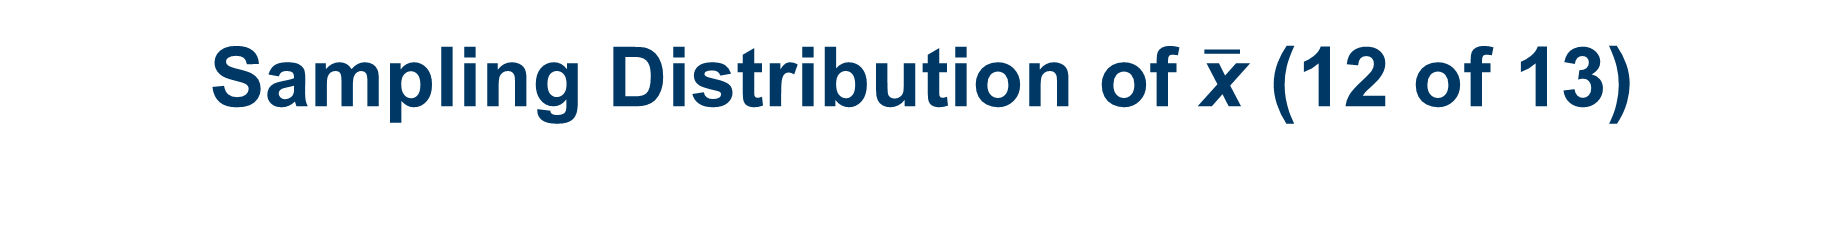 Sampling Distribution of x̅ (12 of 13)